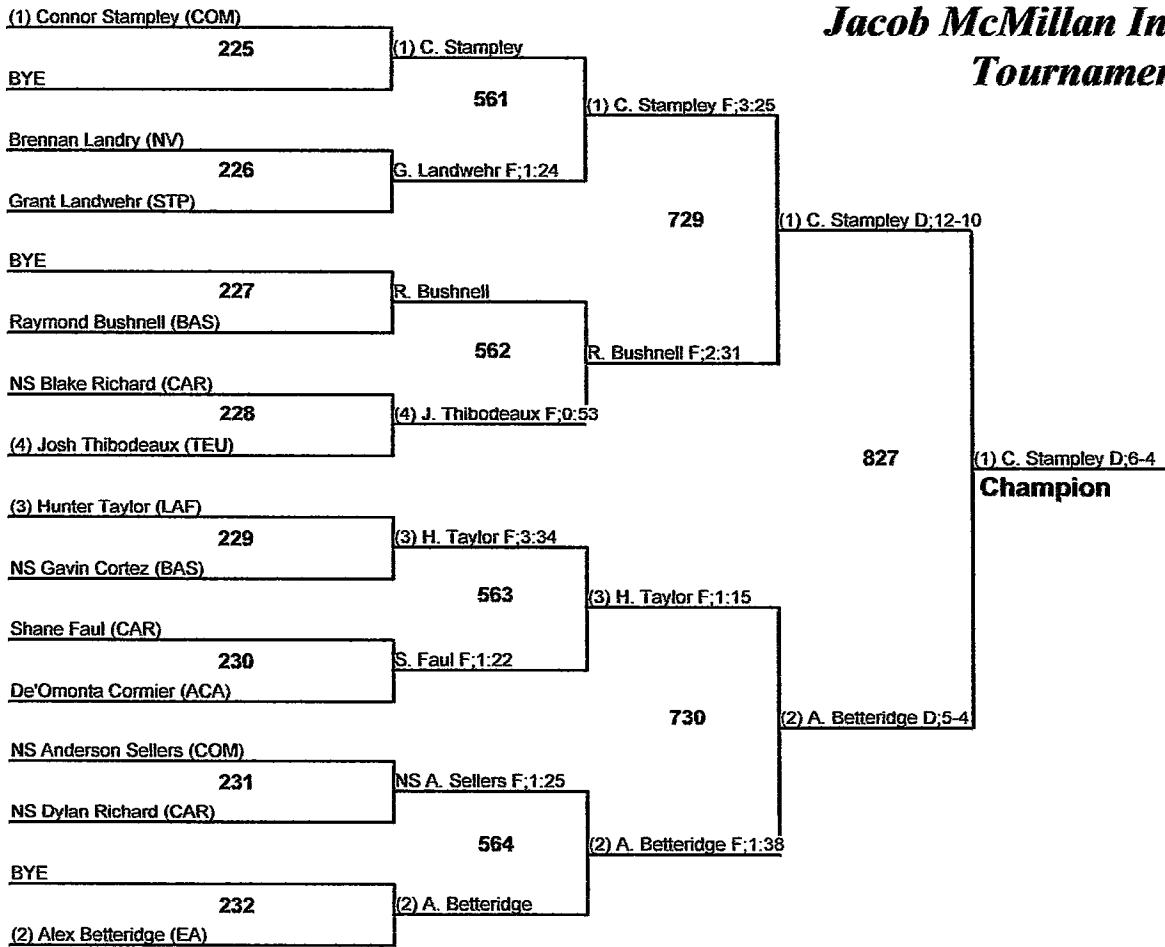 Jacob McMillan In
Tournamen
(1) Connor Stampley (COM)
225
BYE
(1) C. Stampley
561
Brennan Landry (NV)
226
Grant Landwehr (STP)
G. Landwehr F;1:24
(1) C. Stampley F;3:25
729
BYE
227
Raymond Bushnell (BAS)
R. Bushnell
562
NS Blake Richard (CAR)
228
(4) Josh Thibodeaux (TEU)
(4) J. Thibodeaux F;0:53
R. Bushnell F;2:31
(1) C. Stampley D;12-10
827
(3) Hunter Taylor (LAF)
229
NS Gavin Cortez (BAS)
(3) H. Taylor F;3:34
563
Shane Faul (CAR)
230
De'Omonta Cormier (ACA)
S. Faul F;1:22
(3) H. Taylor F;1:15
730
NS Anderson Sellers (COM)
231
NS Dylan Richard (CAR)
NS A. Sellers F;1:25
564
BYE
232
(2) Alex Betteridge (EA)
(2) A. Betteridge
(2) A. Betteridge F;1:38
(2) A. Betteridge D;5-4
(1) C. Stampley D;6-4
Champion